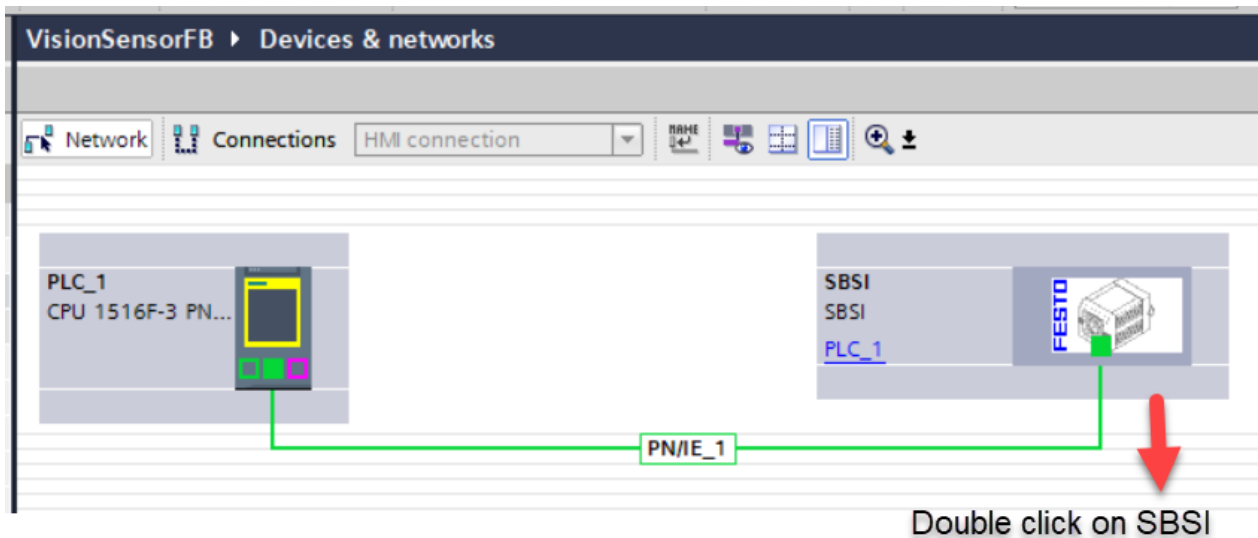 VisionSensorFB ▸ Devices & networks
Network Connections HMI connection
NAME
PLC_1
CPU 1516F-3 PN...
SBSI
SBSI
PLC_1
FESTO
PN/IE_1
Double click on SBSI